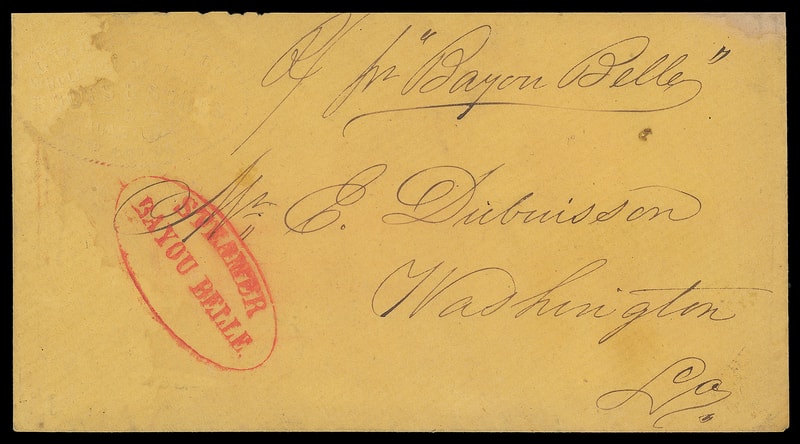 pr "Bayou Belle"
Mr. E. Dubuisson
Washington
La
STEAMER
BAYOU BELLE.